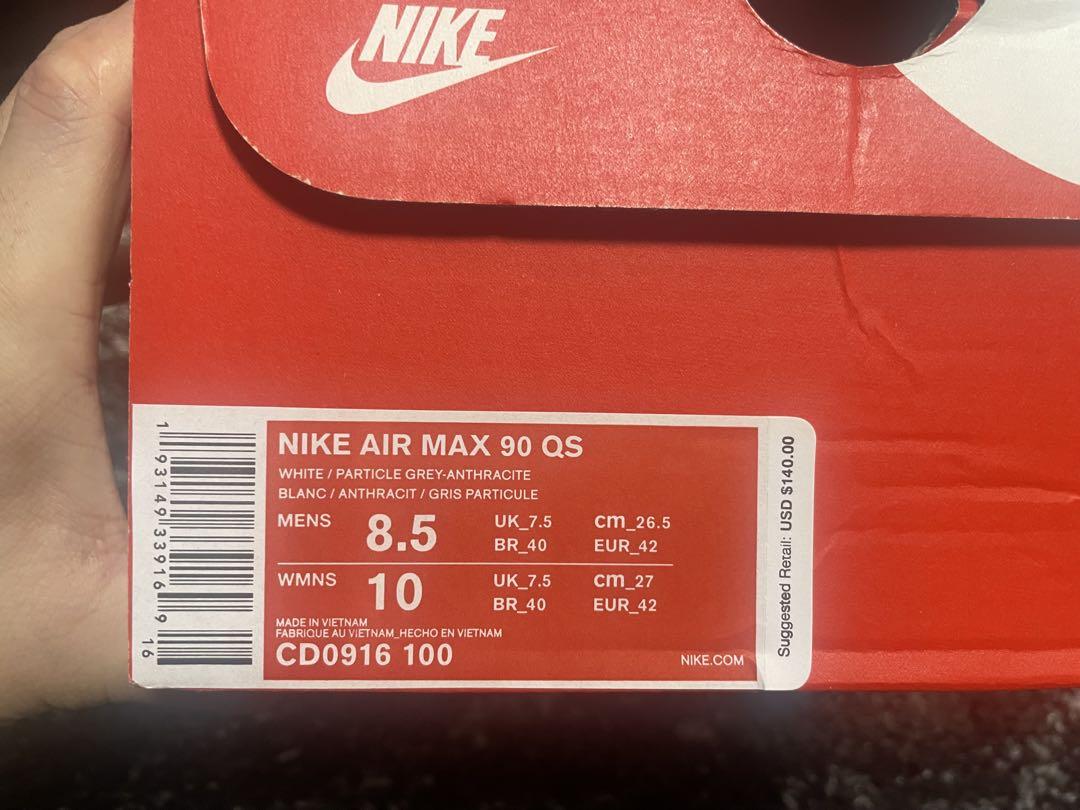 NIKE
NIKE AIR MAX 90 QS
WHITE / PARTICLE GREY-ANTHRACITE
BLANC / ANTHRACIT / GRIS PARTICULE
MENS 8.5 UK_7.5 cm_26.5
BR_40 EUR_42
WMNS 10 UK_7.5 cm_27
BR_40 EUR_42
MADE IN VIETNAM
FABRIQUE AU VIETNAM_HECHO EN VIETNAM
CD0916 100
NIKE.COM
Suggested Retail: USD $140.00
1 93149 33916 9
16